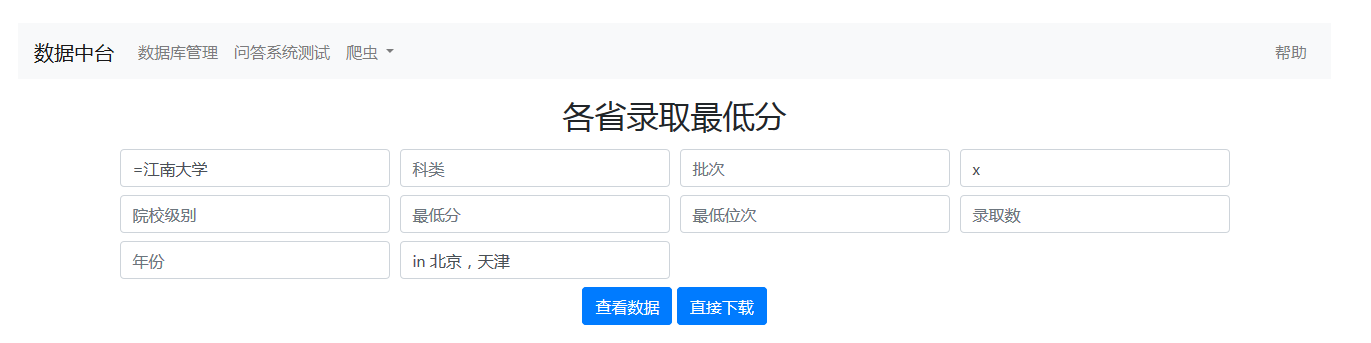 数据中台 数据库管理 问答系统测试 爬虫 帮助
各省录取最低分
=江南大学 科类 批次 x
院校级别 最低分 最低位次 录取数
年份 in 北京，天津
查看数据 直接下载